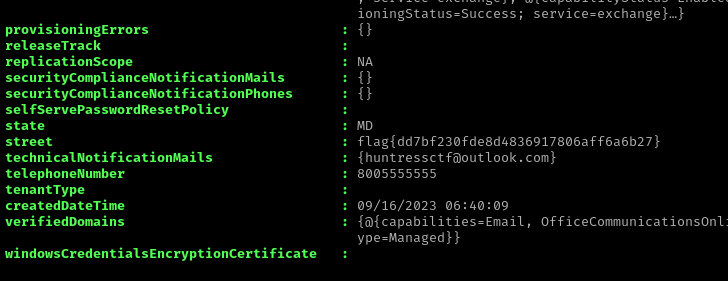 , service=exchange}, @{capabilityStatus=Enabled
ioningStatus=Success; service=exchange}…}
provisioningErrors : {}
releaseTrack :
replicationScope : NA
securityComplianceNotificationMails : {}
securityComplianceNotificationPhones : {}
selfServePasswordResetPolicy :
state : MD
street : flag{dd7bf230fde8d4836917806aff6a6b27}
technicalNotificationMails : {huntressctf@outlook.com}
telephoneNumber : 8005555555
tenantType :
createdDateTime : 09/16/2023 06:40:09
verifiedDomains : {@{capabilities=Email, OfficeCommunicationsOnli
ype=Managed}}
windowsCredentialsEncryptionCertificate :